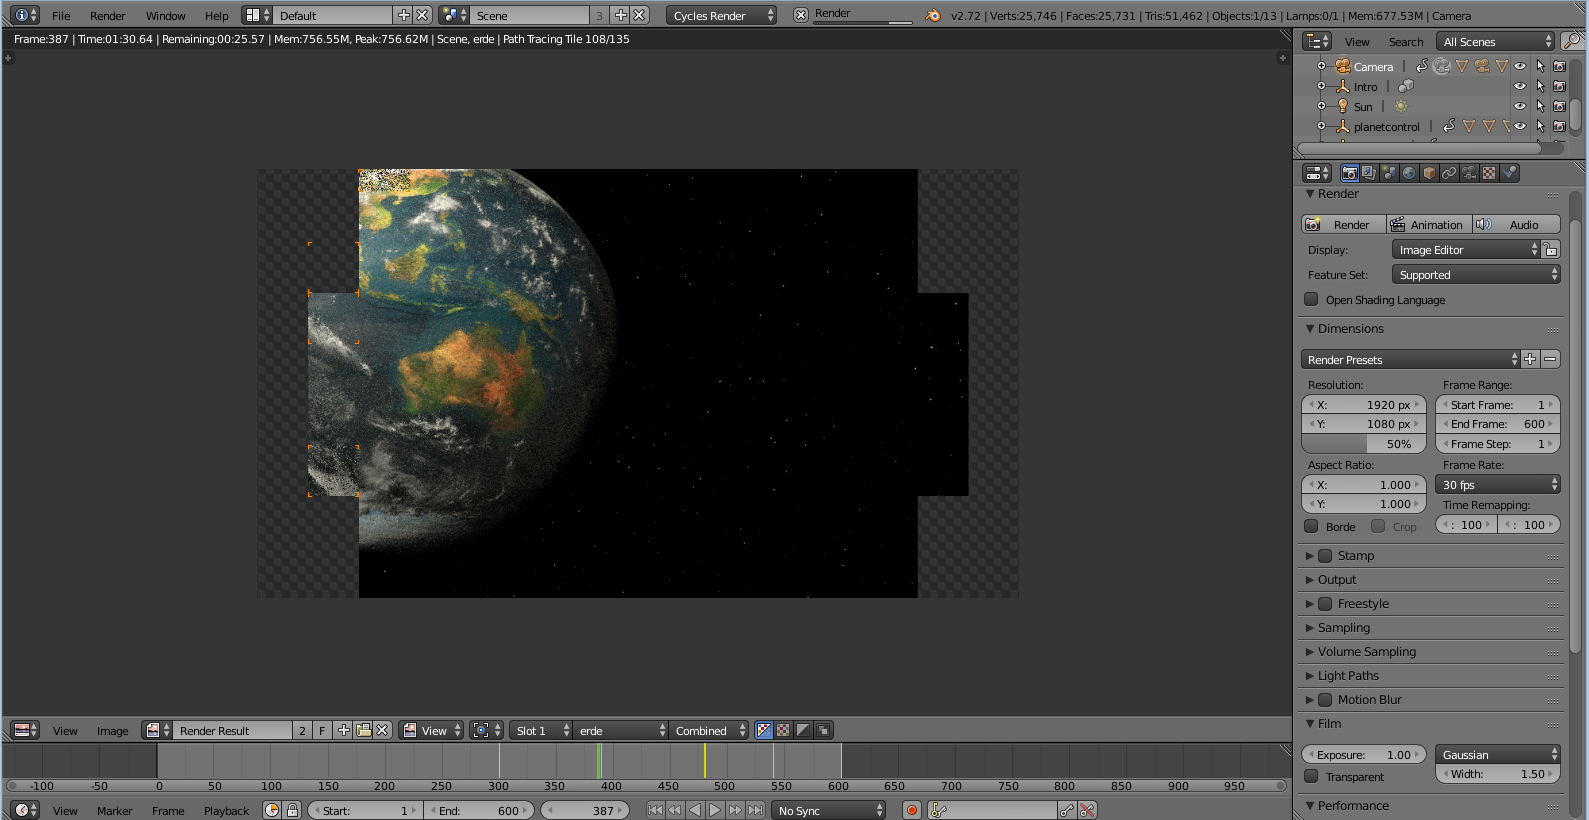 File Render Window Help Default Scene 3 Cycles Render Render v2.72 | Verts:25,746 | Faces:25,731 | Tris:51,462 | Objects:1/13 | Lamps:0/1 | Mem:677.53M | Camera
Frame:387 | Time:01:30.64 | Remaining:00:25.57 | Mem:756.55M, Peak:756.62M | Scene, erde | Path Tracing Tile 108/135
View Search All Scenes
Camera
Intro
Sun
planetcontrol
Render
Render Animation Audio
Display: Image Editor
Feature Set: Supported
Open Shading Language
Dimensions
Render Presets
Resolution: Frame Range:
X: 1920 px Start Frame: 1
Y: 1080 px End Frame: 600
50% Frame Step: 1
Aspect Ratio: Frame Rate:
X: 1.000 30 fps
Y: 1.000 Time Remapping:
Borde Crop : 100 : 100
Stamp
Output
Freestyle
Sampling
Volume Sampling
Light Paths
Motion Blur
Film
Exposure: 1.00 Gaussian
Transparent Width: 1.50
Performance
View Image Render Result 2 F View Slot 1 erde Combined
-100 -50 0 50 100 150 200 250 300 350 400 450 500 550 600 650 700 750 800 850 900 950
View Marker Frame Playback Start: 1 End: 600 387 No Sync